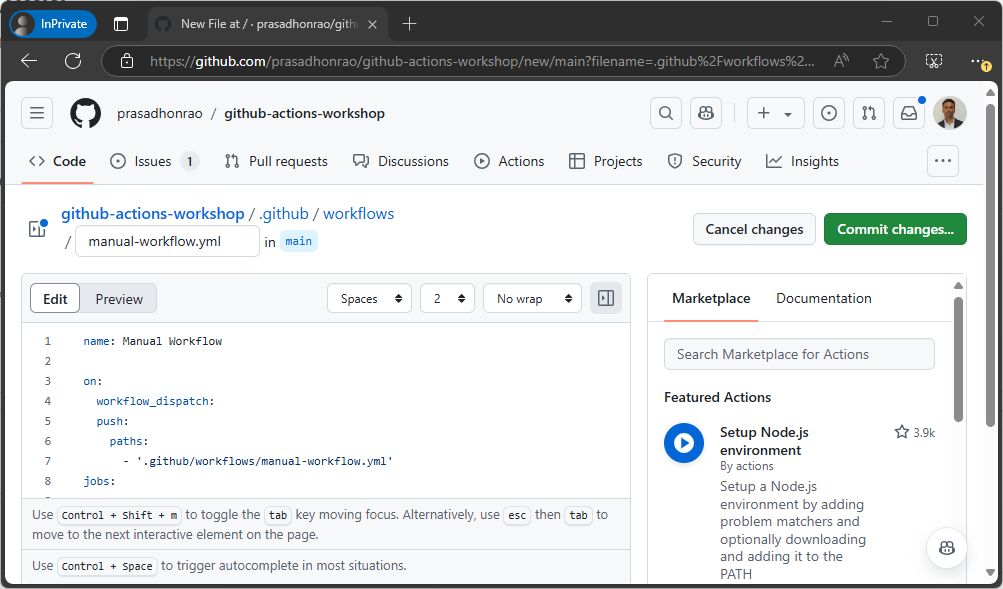 InPrivate
New File at / · prasadhonrao/gith
https://github.com/prasadhonrao/github-actions-workshop/new/main?filename=.github%2Fworkflows%2...
prasadhonrao / github-actions-workshop
Code
Issues 1
Pull requests
Discussions
Actions
Projects
Security
Insights
github-actions-workshop / .github / workflows
/ manual-workflow.yml in main
Cancel changes
Commit changes...
Edit
Preview
Spaces
2
No wrap
1 name: Manual Workflow
2
3 on:
4 workflow_dispatch:
5 push:
6 paths:
7 - '.github/workflows/manual-workflow.yml'
8 jobs:
Use Control + Shift + m to toggle the tab key moving focus. Alternatively, use esc then tab to
move to the next interactive element on the page.
Use Control + Space to trigger autocomplete in most situations.
Marketplace
Documentation
Search Marketplace for Actions
Featured Actions
Setup Node.js
environment
3.9k
By actions
Setup a Node.js
environment by adding
problem matchers and
optionally downloading
and adding it to the
PATH